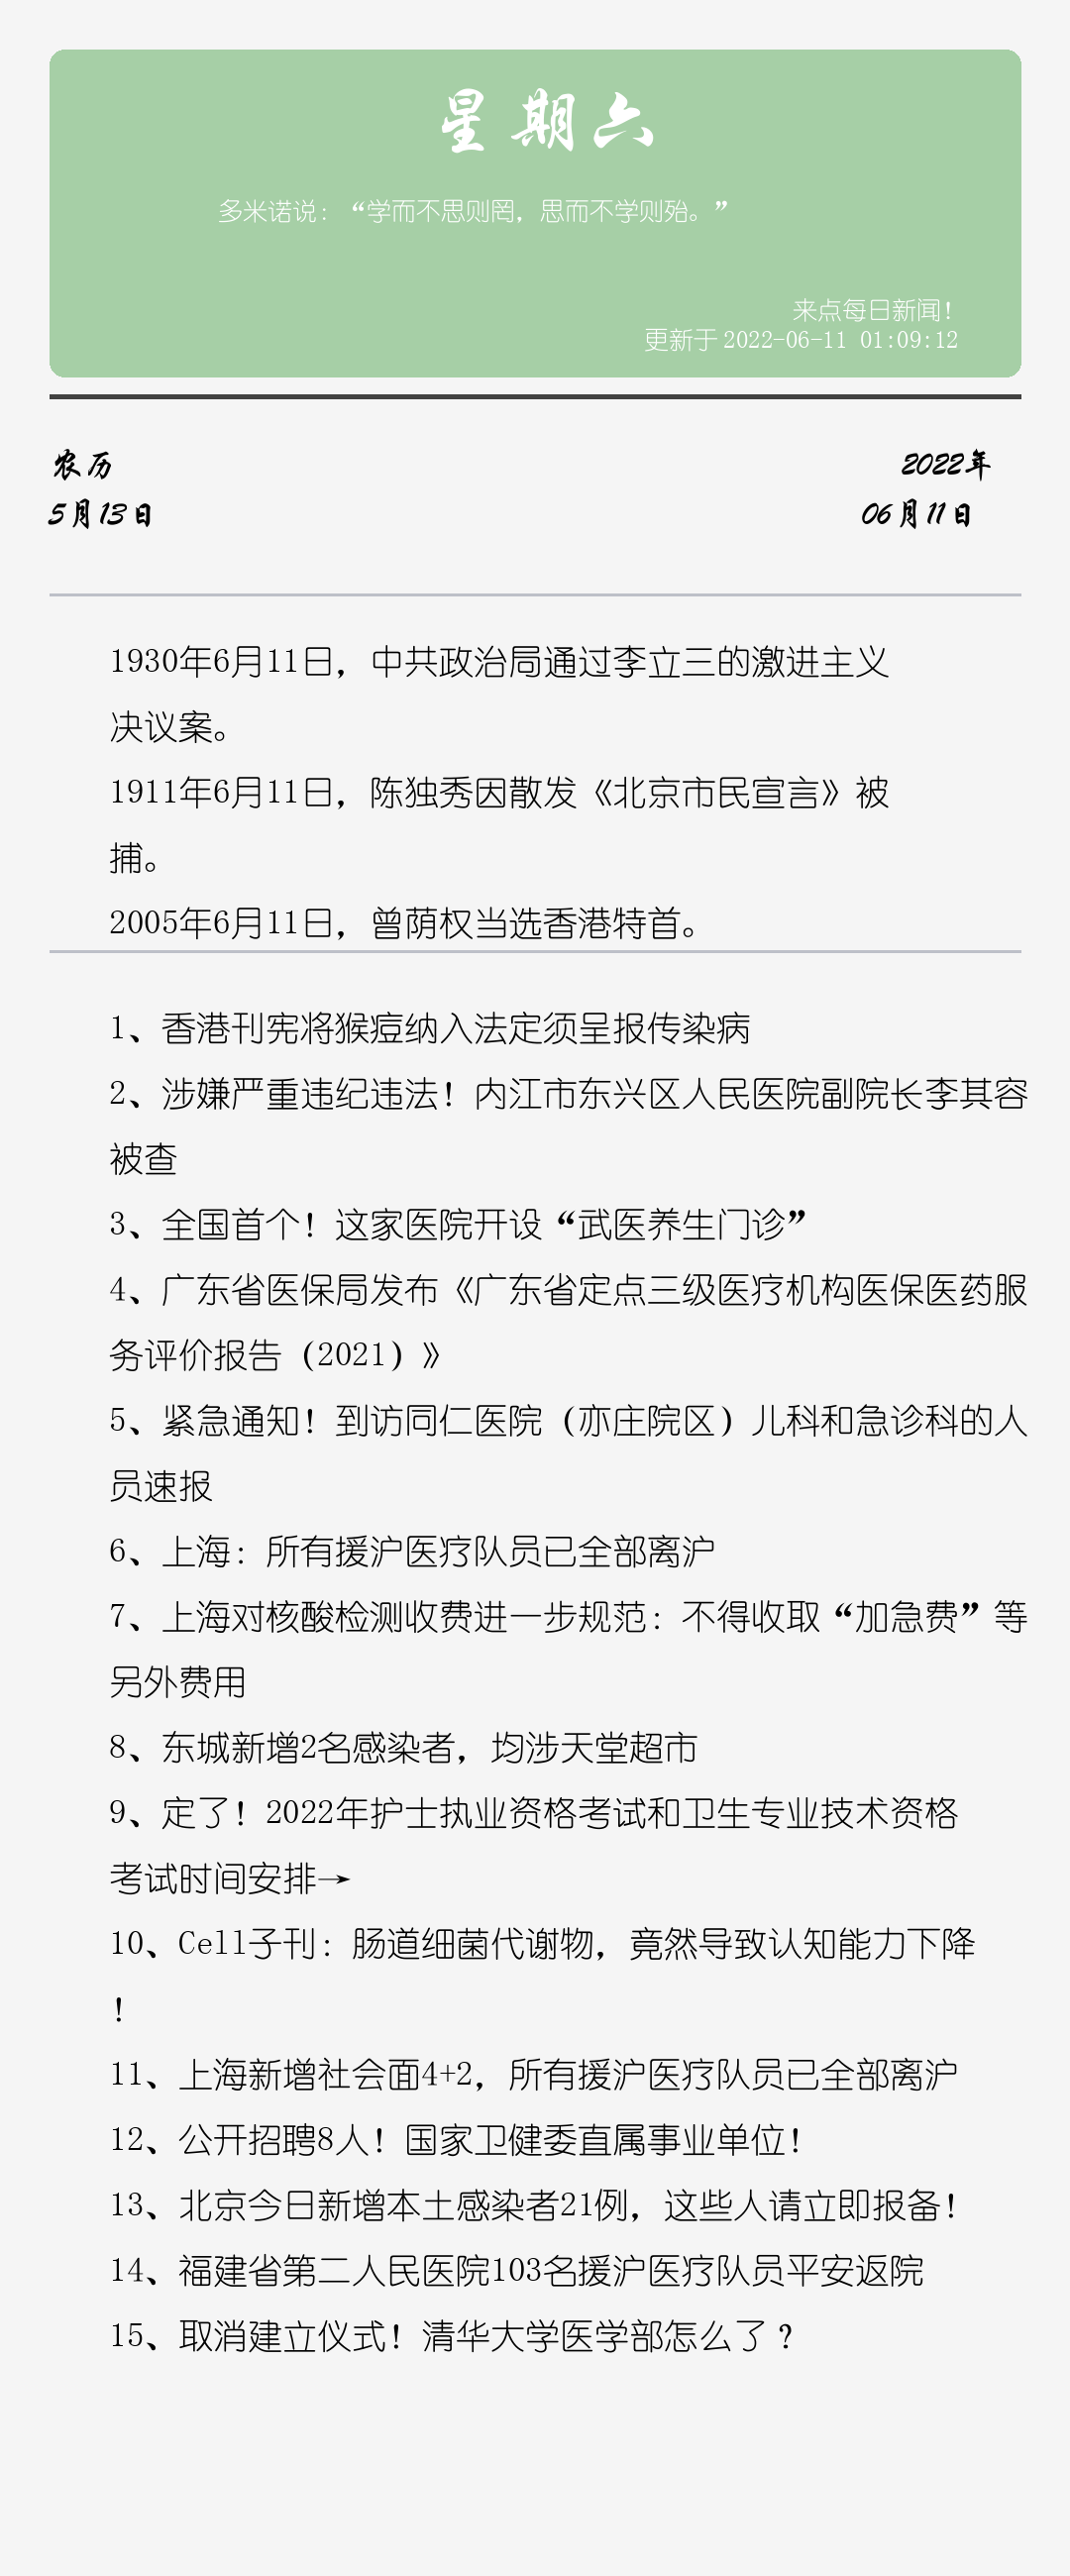 星期六
多米诺说：“学而不思则罔，思而不学则殆。”
来点每日新闻！
更新于 2022-06-11 01:09:12
农历
2022年
5月13日
06月11日
1930年6月11日，中共政治局通过李立三的激进主义
决议案。
1911年6月11日，陈独秀因散发《北京市民宣言》被
捕。
2005年6月11日，曾荫权当选香港特首。
1、香港刊宪将猴痘纳入法定须呈报传染病
2、涉嫌严重违纪违法！内江市东兴区人民医院副院长李其容
被查
3、全国首个！这家医院开设“武医养生门诊”
4、广东省医保局发布《广东省定点三级医疗机构医保医药服
务评价报告（2021）》
5、紧急通知！到访同仁医院（亦庄院区）儿科和急诊科的人
员速报
6、上海：所有援沪医疗队员已全部离沪
7、上海对核酸检测收费进一步规范：不得收取“加急费”等
另外费用
8、东城新增2名感染者，均涉天堂超市
9、定了！2022年护士执业资格考试和卫生专业技术资格
考试时间安排→
10、Cell子刊：肠道细菌代谢物，竟然导致认知能力下降
！
11、上海新增社会面4+2，所有援沪医疗队员已全部离沪
12、公开招聘8人！国家卫健委直属事业单位！
13、北京今日新增本土感染者21例，这些人请立即报备！
14、福建省第二人民医院103名援沪医疗队员平安返院
15、取消建立仪式！清华大学医学部怎么了？